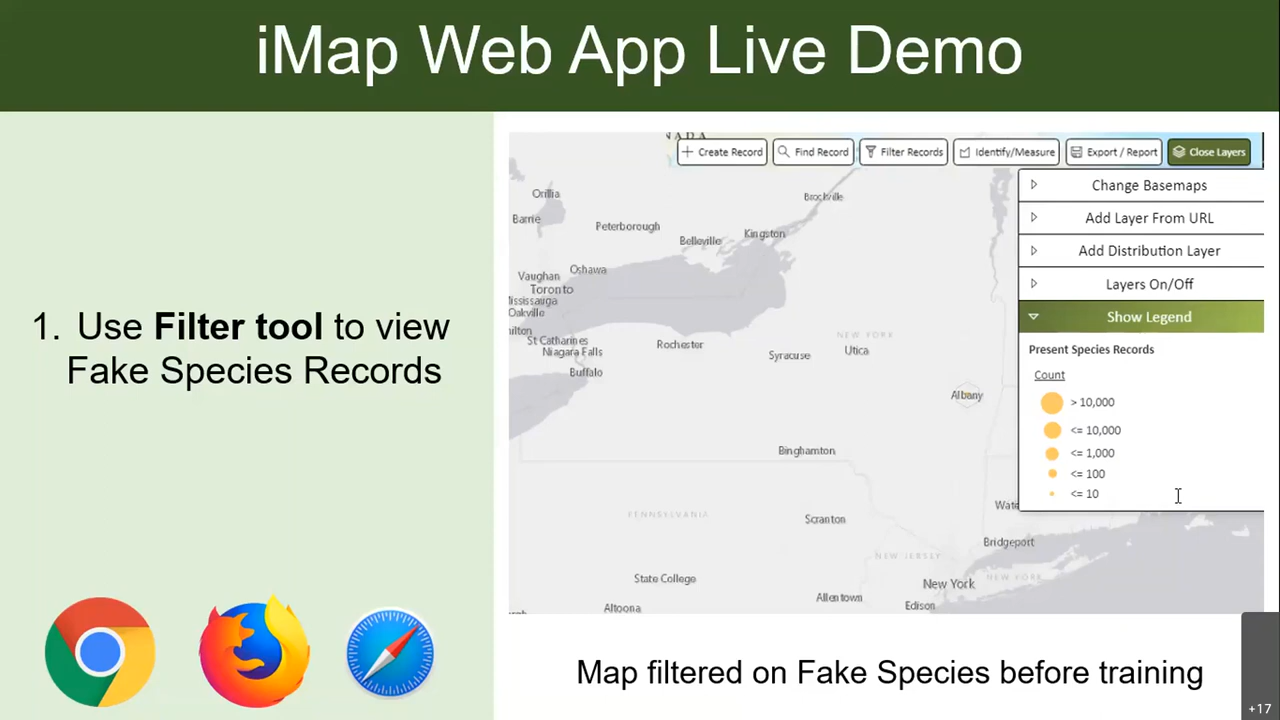 iMap Web App Live Demo
1. Use Filter tool to view
Fake Species Records
Create Record
Find Record
Filter Records
Identify/Measure
Export / Report
Close Layers
Change Basemaps
Add Layer From URL
Add Distribution Layer
Layers On/Off
Show Legend
Present Species Records
Count
> 10,000
<= 10,000
<= 1,000
<= 100
<= 10
Orillia
Barrie
Peterborough
Belleville
Kingston
Brockville
Vaughan
Oshawa
Toronto
St Catharines
Niagara Falls
Buffalo
Rochester
Syracuse
NEW YORK
Utica
Albany
Binghamton
PENNSYLVANIA
Scranton
Bridgeport
NEW JERSEY
NEW YORK
State College
New York
Allentown
Edison
Altoona
Map filtered on Fake Species before training
+17